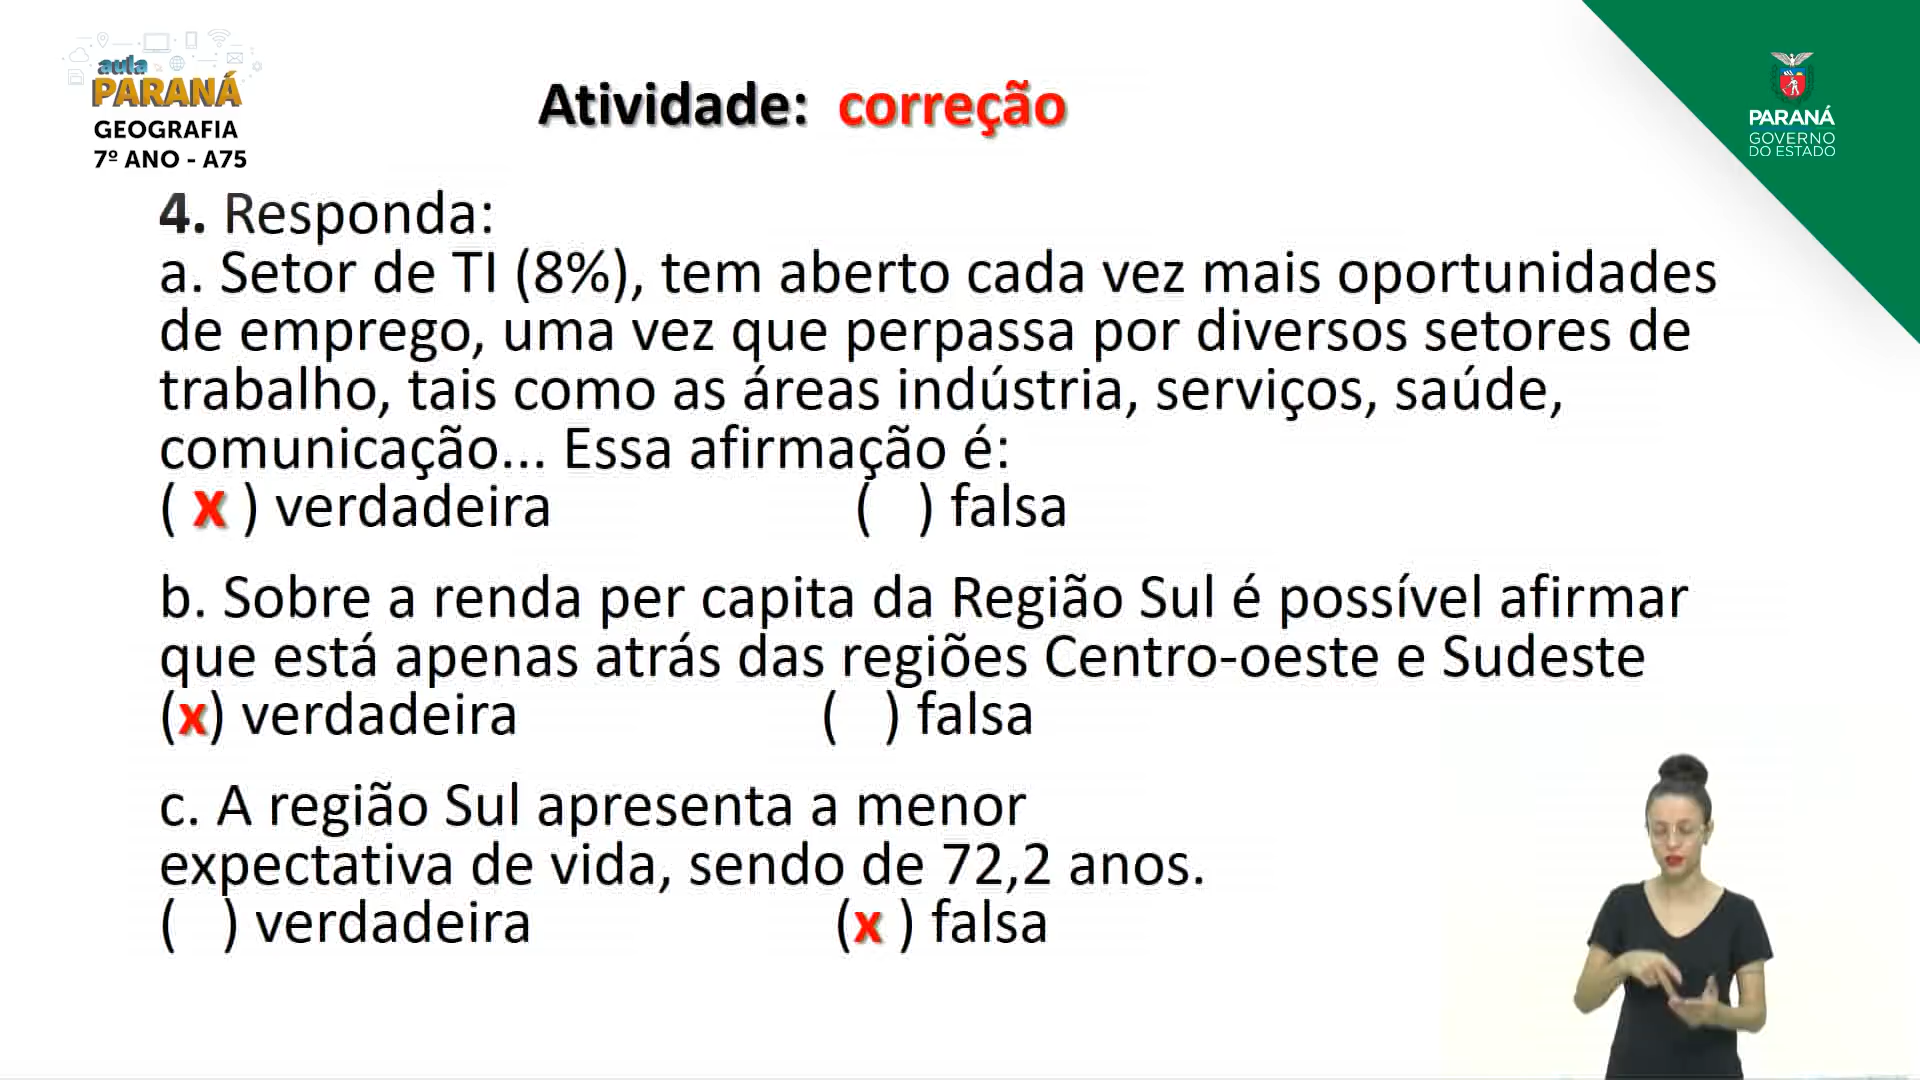 aula
PARANÁ
GEOGRAFIA
7º ANO - A75
Atividade: correção
PARANÁ
GOVERNO
DO ESTADO
4. Responda:
a. Setor de TI (8%), tem aberto cada vez mais oportunidades
de emprego, uma vez que perpassa por diversos setores de
trabalho, tais como as áreas indústria, serviços, saúde,
comunicação... Essa afirmação é:
( x ) verdadeira ( ) falsa
b. Sobre a renda per capita da Região Sul é possível afirmar
que está apenas atrás das regiões Centro-oeste e Sudeste
(x) verdadeira ( ) falsa
c. A região Sul apresenta a menor
expectativa de vida, sendo de 72,2 anos.
( ) verdadeira (x ) falsa